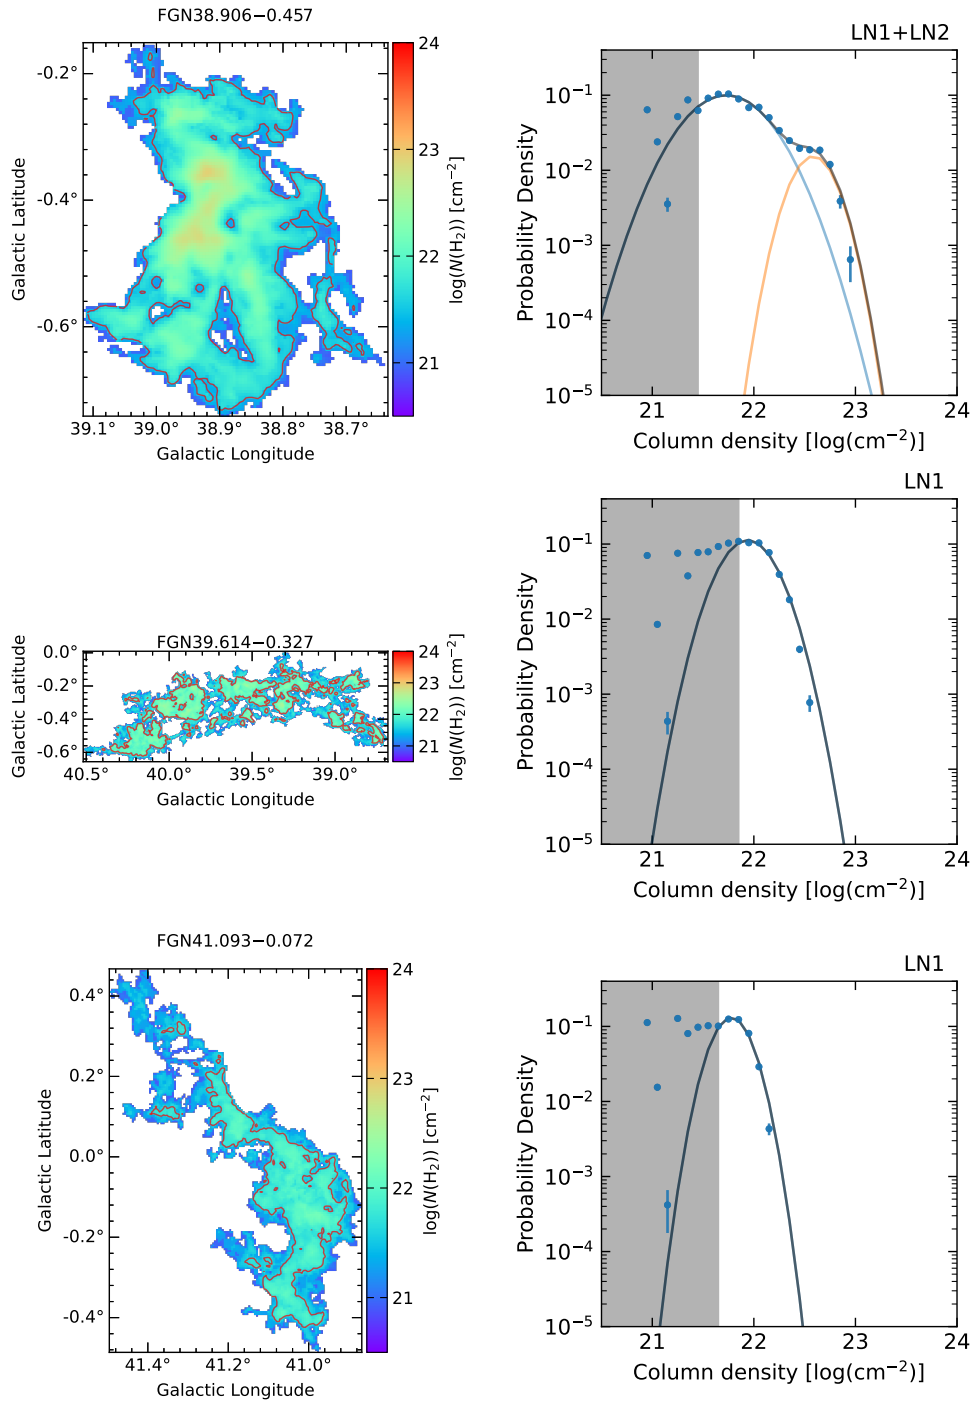 FGN38.906−0.457
-0.2°
-0.4°
-0.6°
Galactic Latitude
39.1° 39.0° 38.9° 38.8° 38.7°
Galactic Longitude
24
23
22
21
log(N(H₂)) [cm⁻²]
LN1+LN2
10⁻¹
10⁻²
10⁻³
10⁻⁴
10⁻⁵
Probability Density
21 22 23 24
Column density [log(cm⁻²)]
FGN39.614−0.327
0.0°
-0.2°
-0.4°
-0.6°
Galactic Latitude
40.5° 40.0° 39.5° 39.0°
Galactic Longitude
24
23
22
21
log(N(H₂)) [cm⁻²]
LN1
10⁻¹
10⁻²
10⁻³
10⁻⁴
10⁻⁵
Probability Density
21 22 23 24
Column density [log(cm⁻²)]
FGN41.093−0.072
0.4°
0.2°
0.0°
-0.2°
-0.4°
Galactic Latitude
41.4° 41.2° 41.0°
Galactic Longitude
24
23
22
21
log(N(H₂)) [cm⁻²]
LN1
10⁻¹
10⁻²
10⁻³
10⁻⁴
10⁻⁵
Probability Density
21 22 23 24
Column density [log(cm⁻²)]